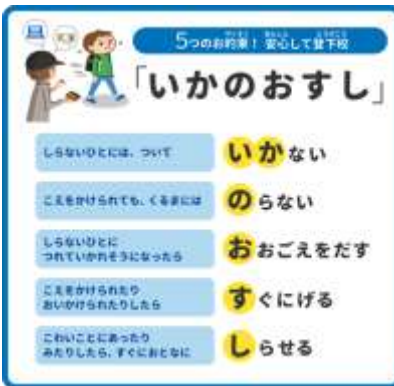 5つのお約束！ 安心して登下校
「いかのおすし」
しらないひとには、ついて
いかない
こえをかけられても、くるまには
のらない
しらないひとに
つれていかれそうになったら
おおごえをだす
こえをかけられたり
おいかけられたりしたら
すぐにげる
こわいことにあったり
みたりしたら、すぐにおとなに
しらせる